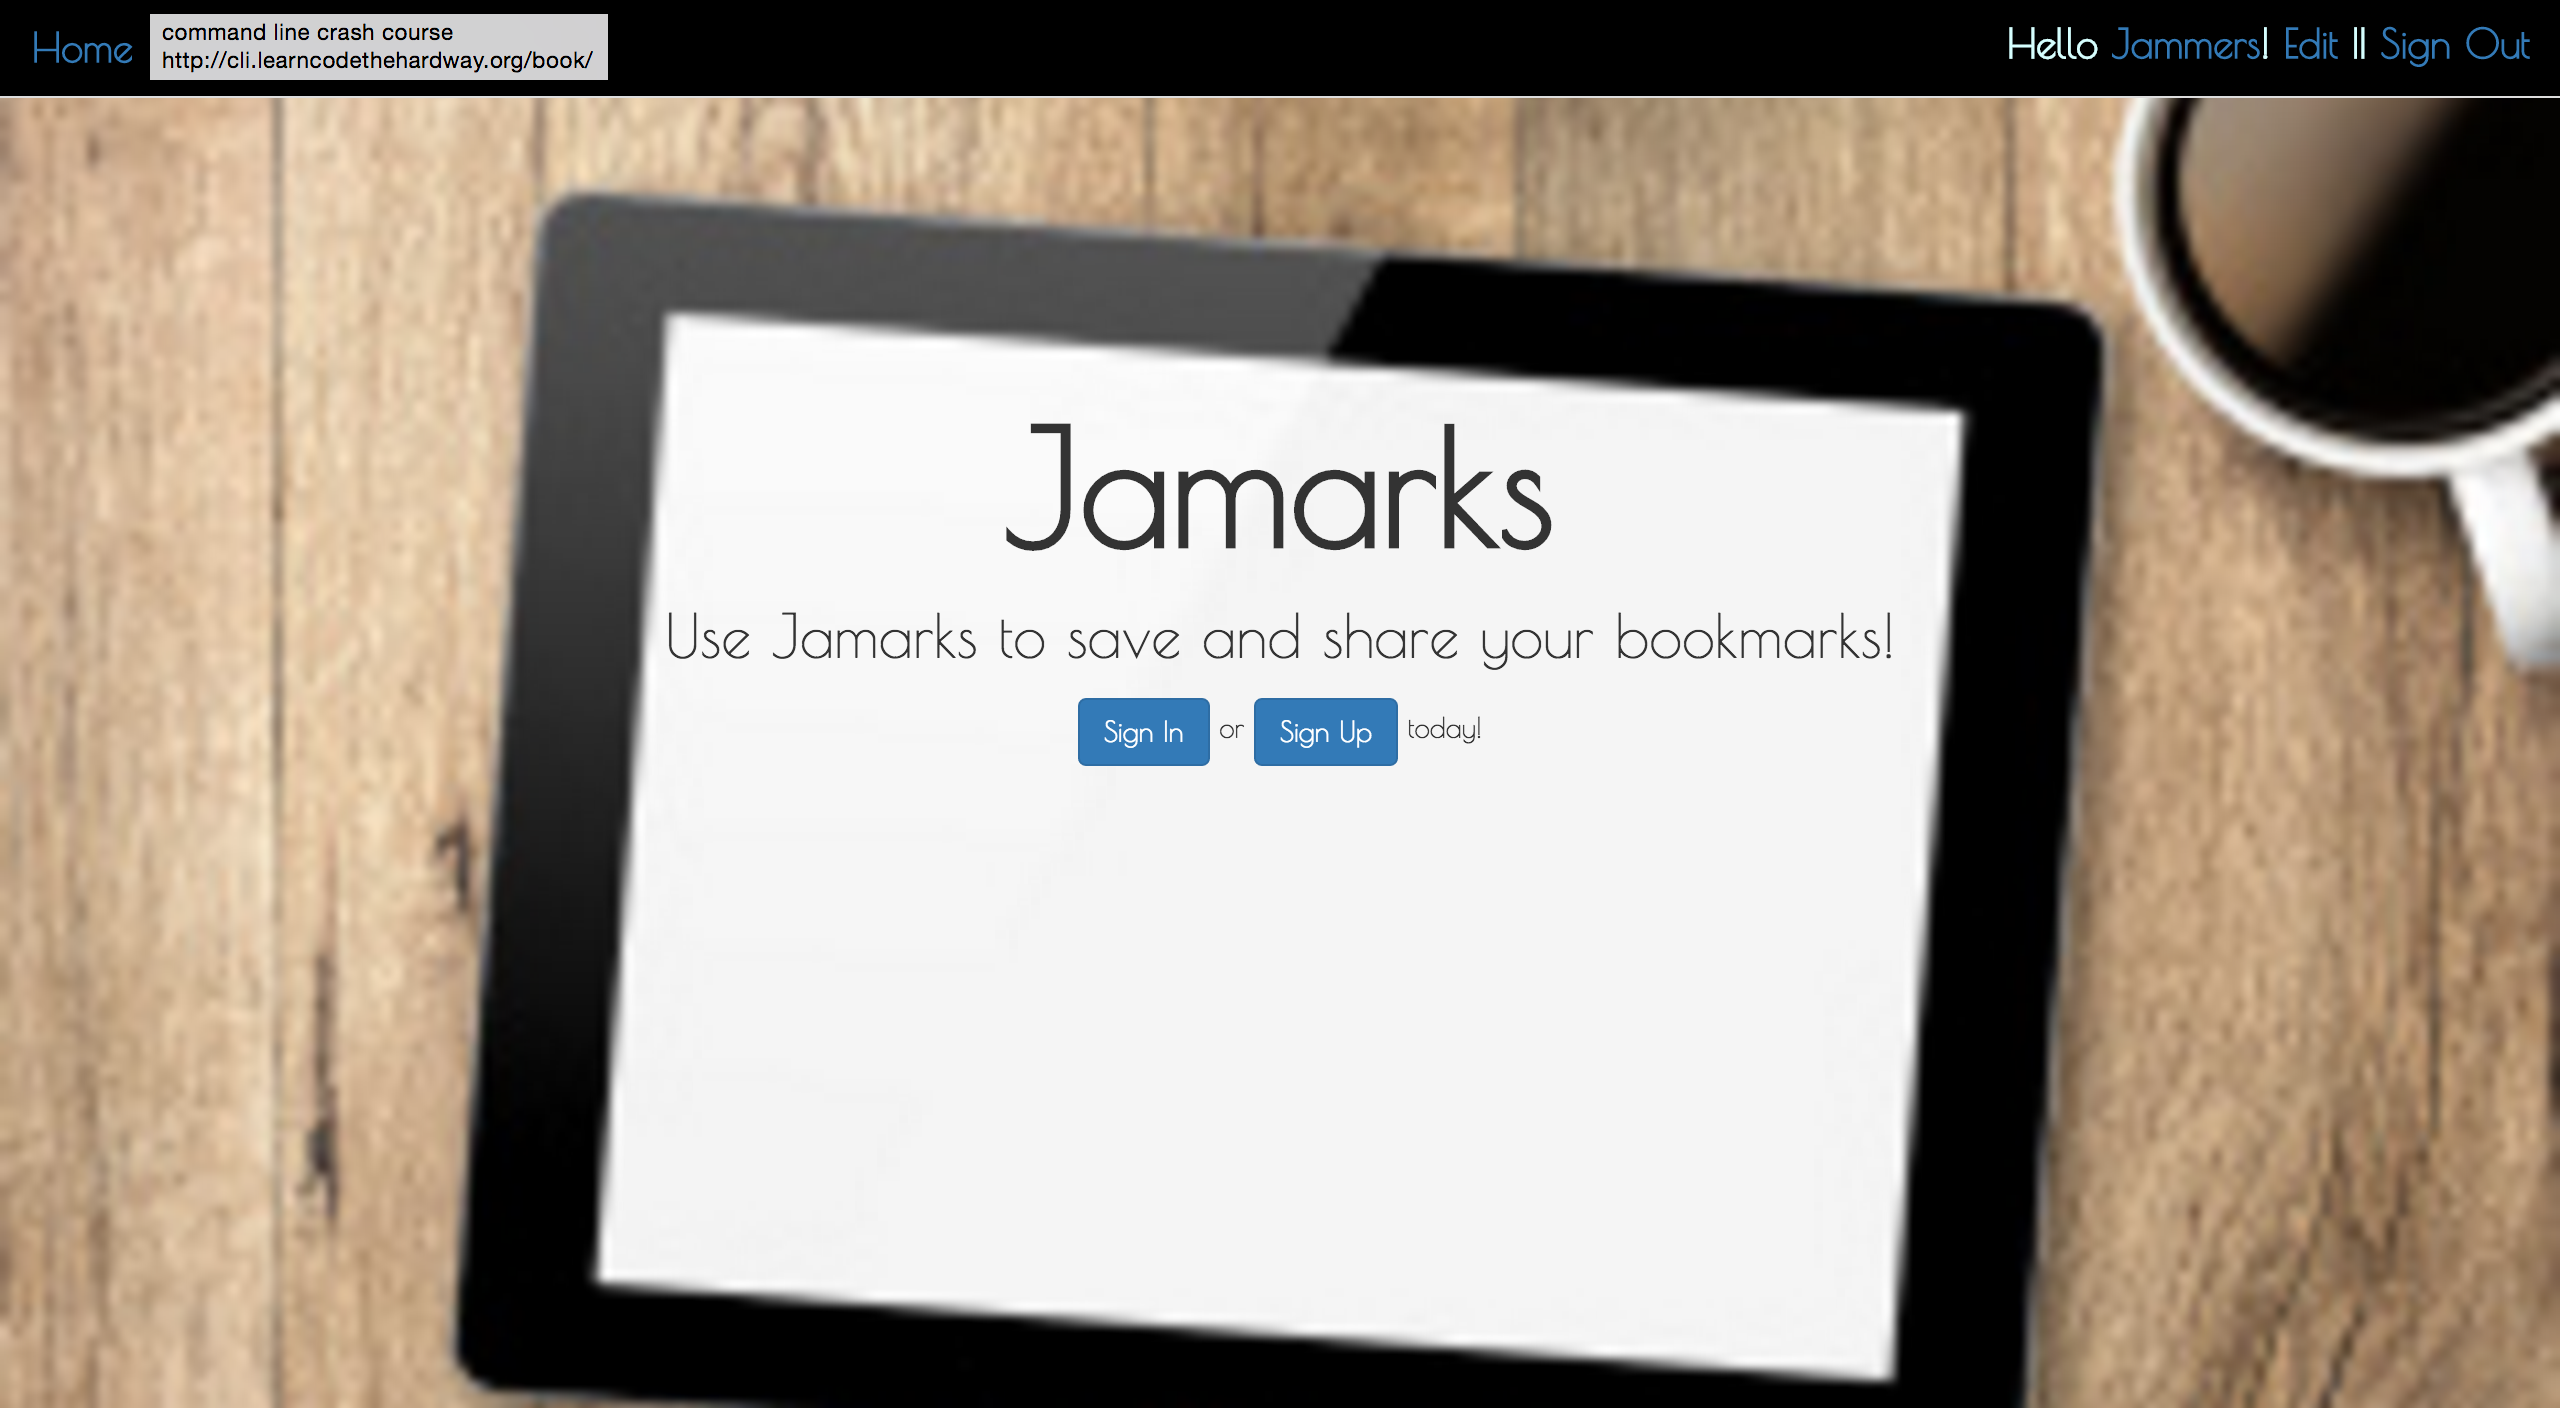 Home
command line crash course
http://cli.learncodethehardway.org/book/
Hello Jammers! Edit || Sign Out
Jamarks
Use Jamarks to save and share your bookmarks!
Sign In or Sign Up today!